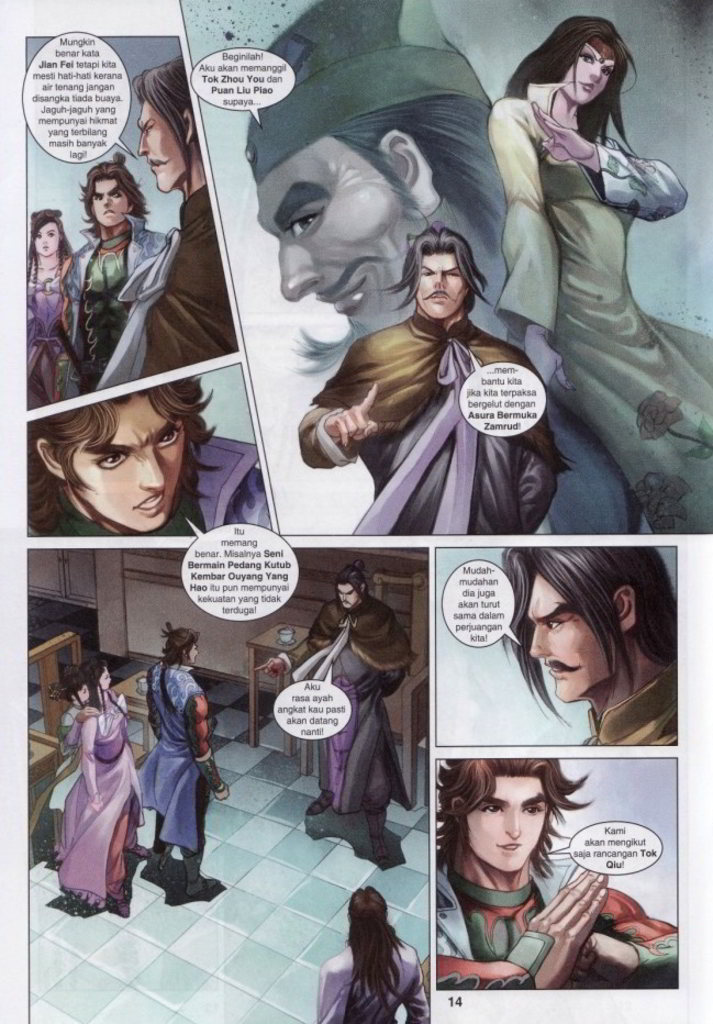 Mungkin
benar kata
Jian Fei tetapi kita
mesti hati-hati kerana
air tenang jangan
disangka tiada buaya.
Jaguh-jaguh yang
mempunyai hikmat
yang terbilang
masih banyak
lagi!
Beginilah!
Aku akan memanggil
Tok Zhou You dan
Puan Liu Piao
supaya...
...mem-
bantu kita
jika kita terpaksa
bergelut dengan
Asura Bermuka
Zamrud!
Itu
memang
benar. Misalnya Seni
Bermain Pedang Kutub
Kembar Ouyang Yang
Hao itu pun mempunyai
kekuatan yang tidak
terduga!
Aku
rasa ayah
angkat kau pasti
akan datang
nanti!
Mudah-
mudahan
dia juga
akan turut
sama dalam
perjuangan
kita!
Kami
akan mengikut
saja rancangan Tok
Qiu!
14